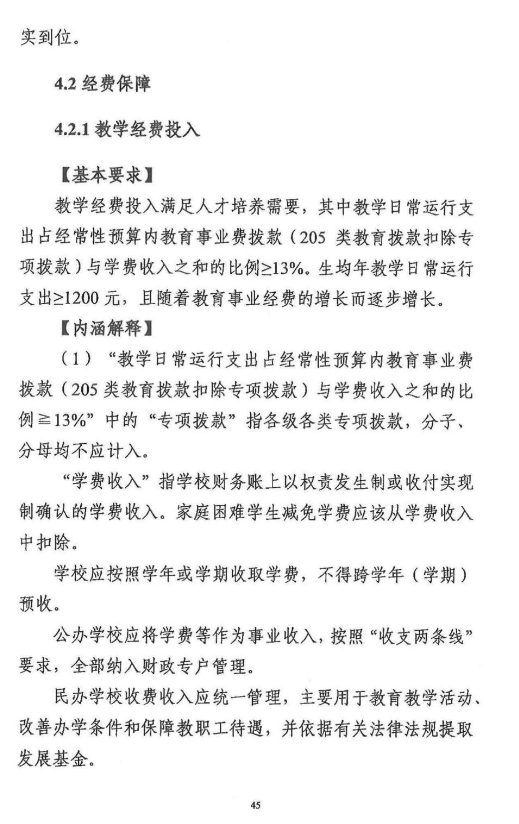 实到位。
4.2 经费保障
4.2.1 教学经费投入
【基本要求】
教学经费投入满足人才培养需要，其中教学日常运行支
出占经常性预算内教育事业费拨款（205 类教育拨款扣除专
项拨款）与学费收入之和的比例≥13%。生均年教学日常运行
支出≥1200 元，且随着教育事业经费的增长而逐步增长。
【内涵解释】
（1）“教学日常运行支出占经常性预算内教育事业费
拨款（205 类教育拨款扣除专项拨款）与学费收入之和的比
例≧13%”中的“专项拨款”指各级各类专项拨款，分子、
分母均不应计入。
“学费收入”指学校财务账上以权责发生制或收付实现
制确认的学费收入。家庭困难学生减免学费应该从学费收入
中扣除。
学校应按照学年或学期收取学费，不得跨学年（学期）
预收。
公办学校应将学费等作为事业收入，按照“收支两条线”
要求，全部纳入财政专户管理。
民办学校收费收入应统一管理，主要用于教育教学活动、
改善办学条件和保障教职工待遇，并依据有关法律法规提取
发展基金。
45